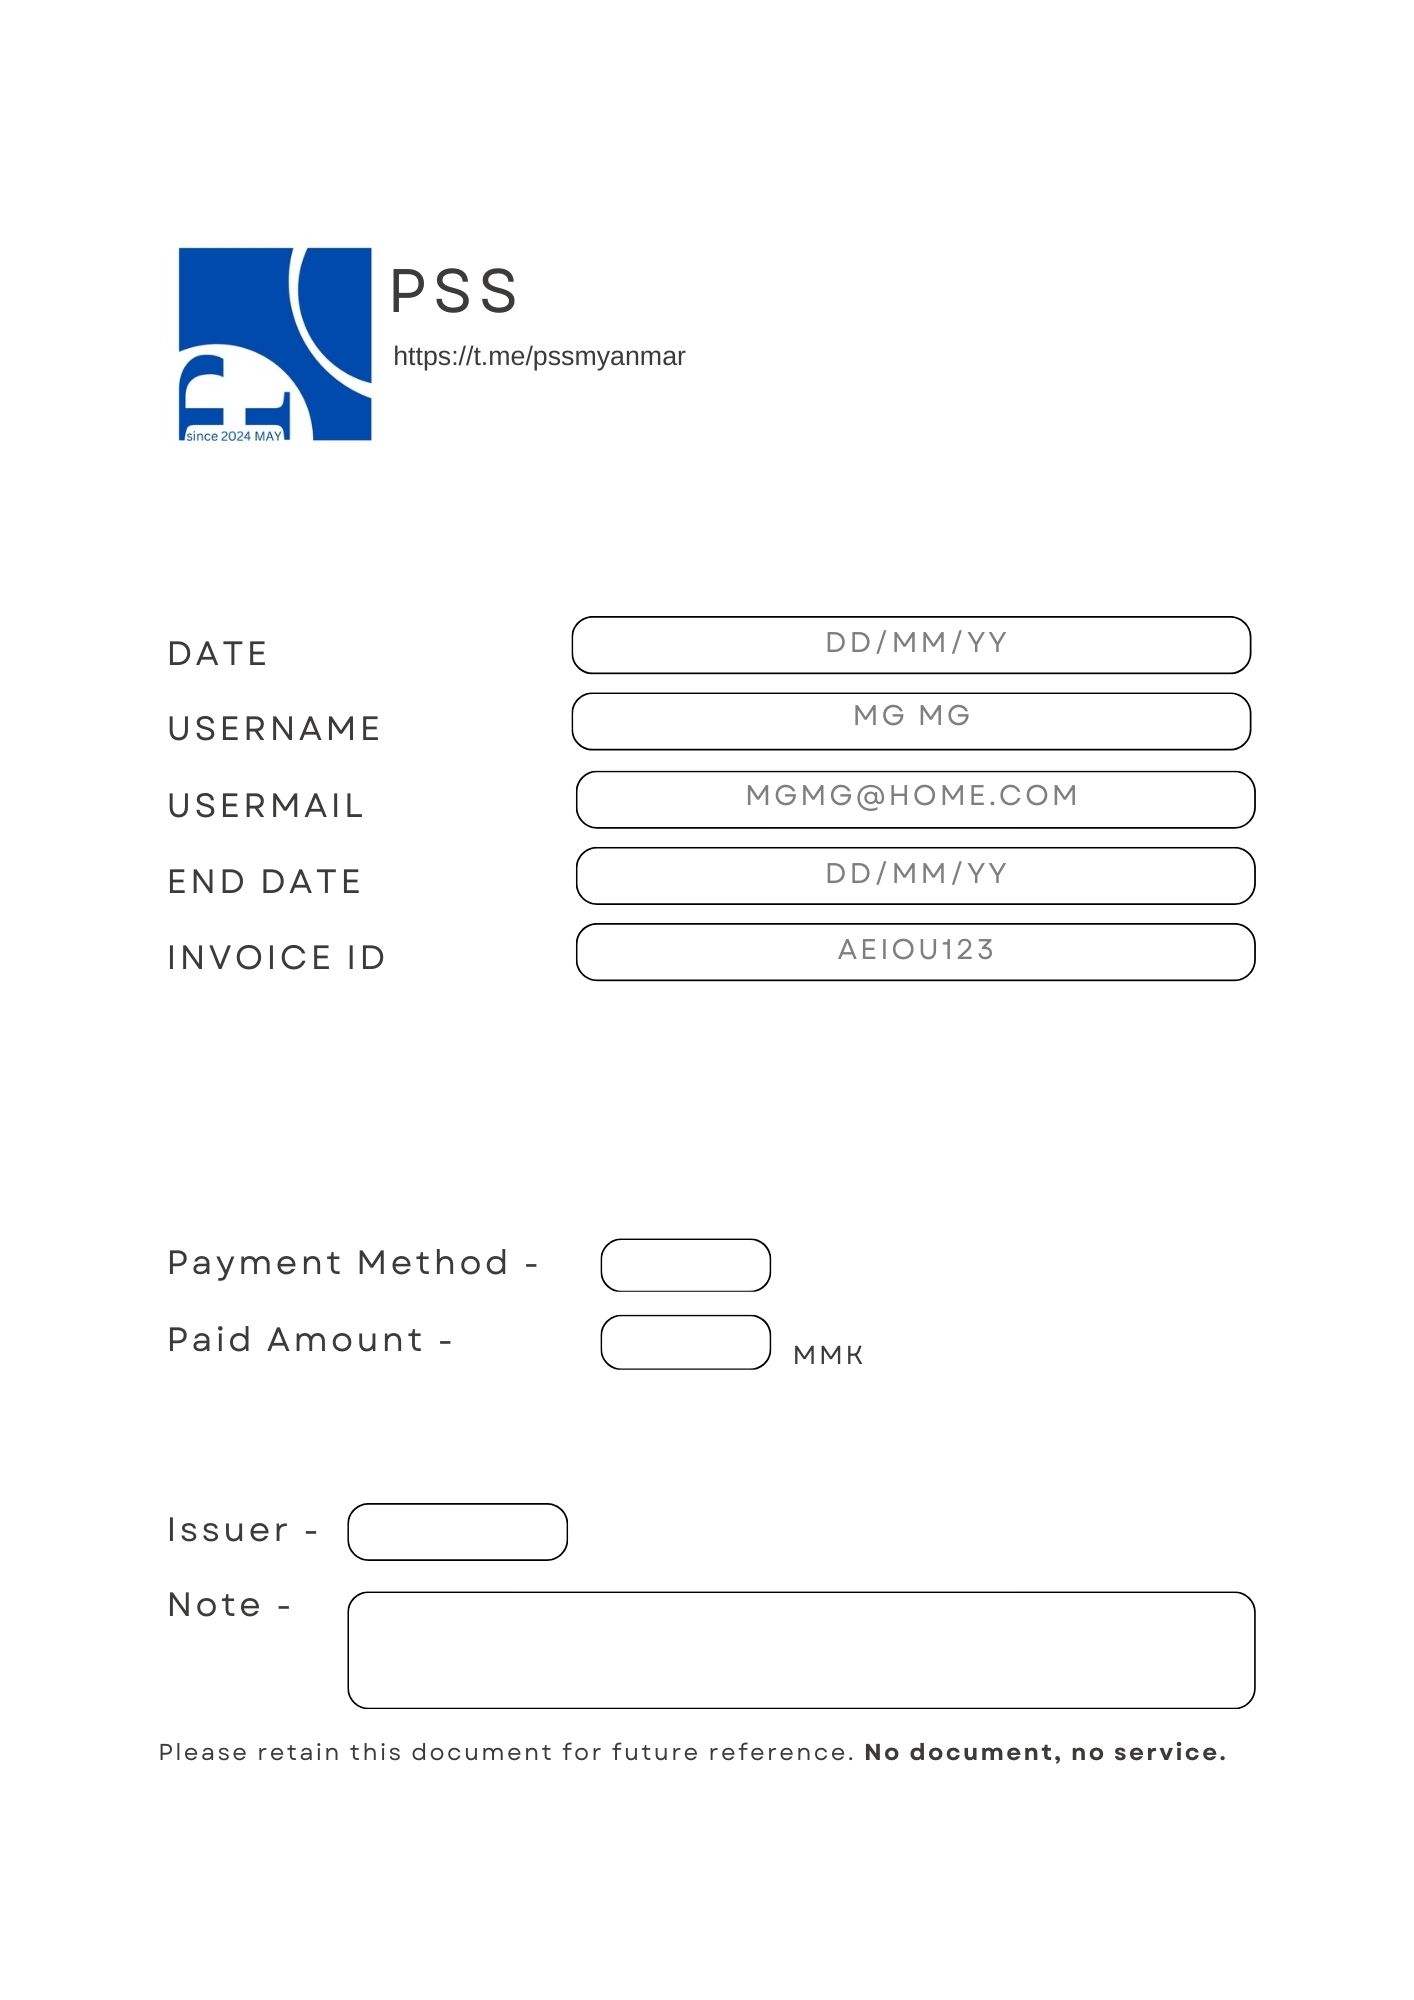 PSS
https://t.me/pssmyanmar
since 2024 MAY
DATE DD/MM/YY
USERNAME MG MG
USERMAIL MGMG@HOME.COM
END DATE DD/MM/YY
INVOICE ID AEIOU123
Payment Method -
Paid Amount - MMK
Issuer -
Note -
Please retain this document for future reference. No document, no service.